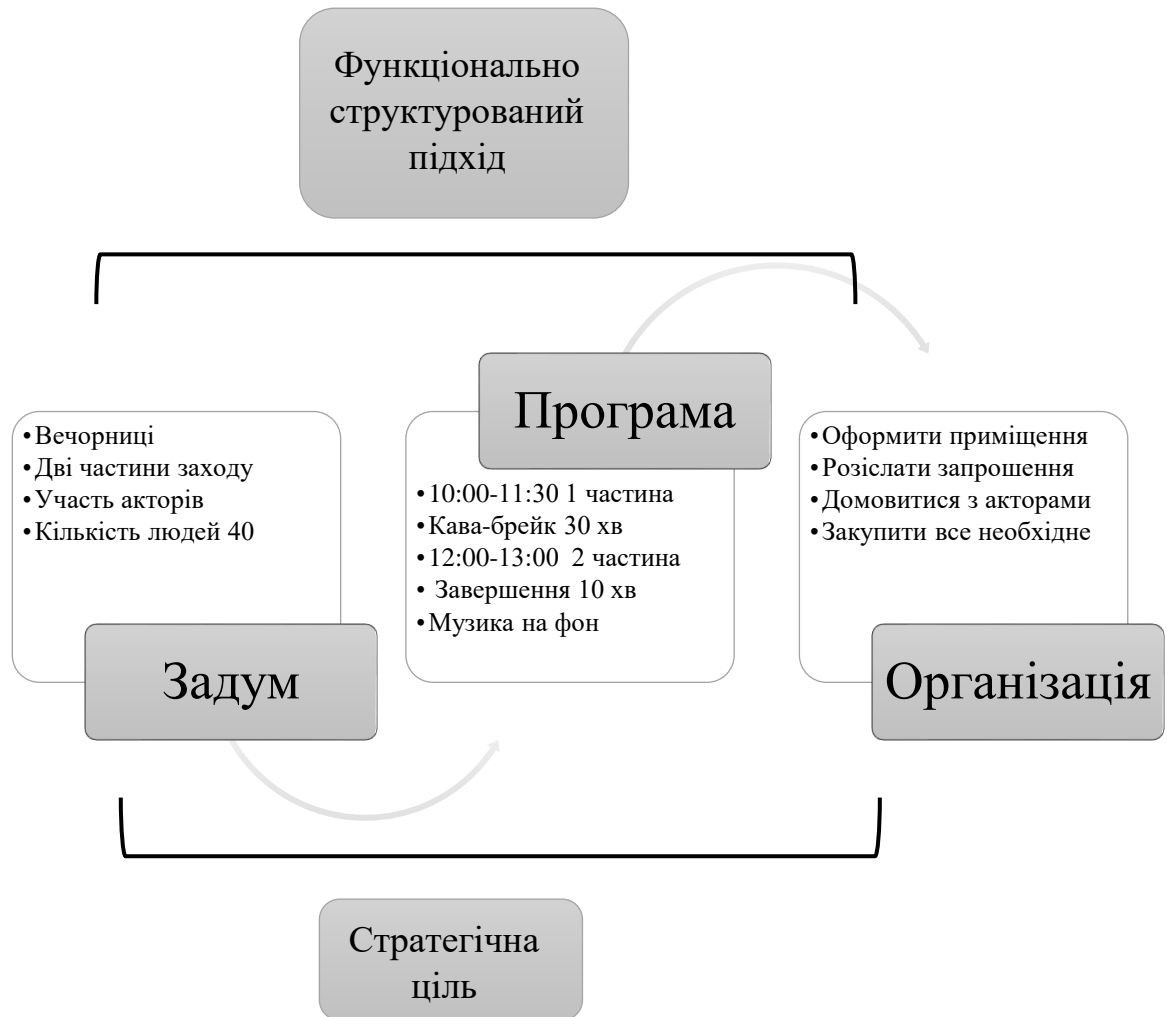 Функціонально
структурований
підхід
• Вечорниці
• Дві частини заходу
• Участь акторів
• Кількість людей 40
Задум
Програма
• 10:00-11:30 1 частина
• Кава-брейк 30 хв
• 12:00-13:00 2 частина
• Завершення 10 хв
• Музика на фон
• Оформити приміщення
• Розіслати запрошення
• Домовитися з акторами
• Закупити все необхідне
Організація
Стратегічна
ціль